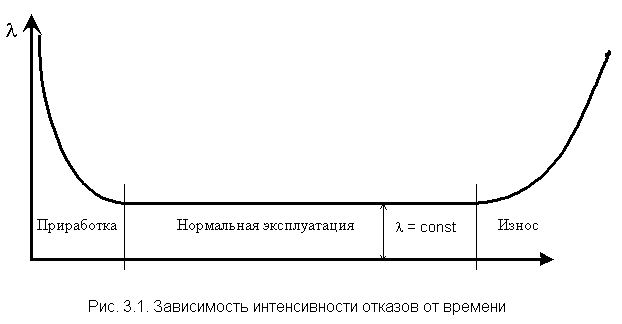 λ
Приработка
Нормальная эксплуатация
λ = const
Износ
Рис. 3.1. Зависимость интенсивности отказов от времени